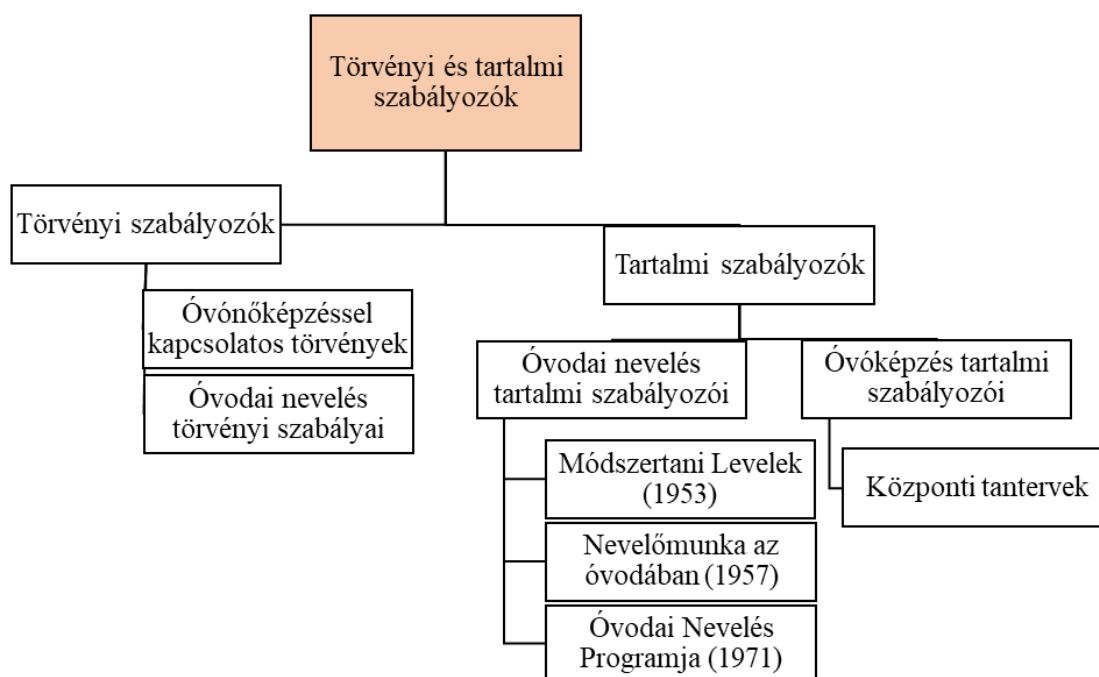 Törvényi és tartalmi
szabályozók
Törvényi szabályozók
Óvónőképzéssel
kapcsolatos törvények
Óvodai nevelés
törvényi szabályai
Tartalmi szabályozók
Óvodai nevelés
tartalmi szabályozói
Módszertani Levelek
(1953)
Nevelőmunka az
óvodában (1957)
Óvodai Nevelés
Programja (1971)
Óvóképzés tartalmi
szabályozói
Központi tantervek